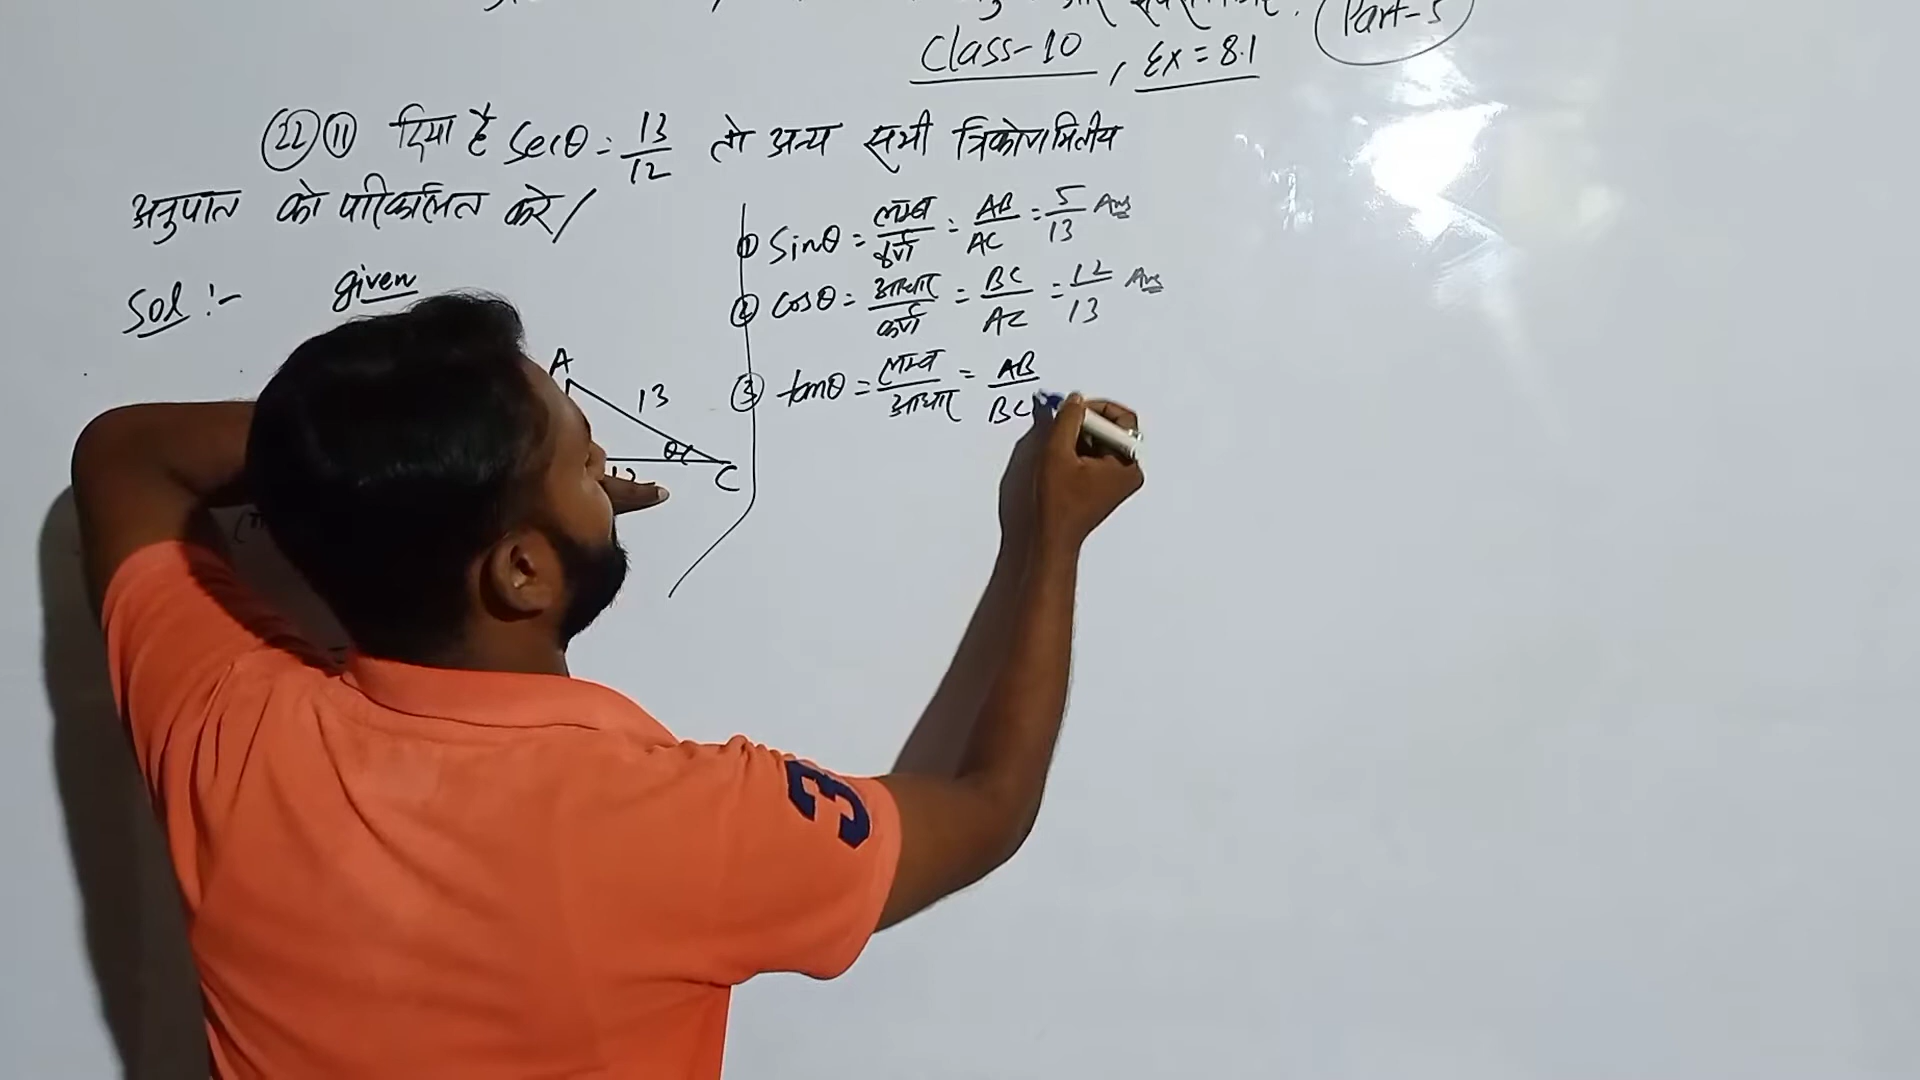 Part-5
Class-10, Ex = 8.1
(22) (11) दिया है Secθ = 13/12 तो अन्य सभी त्रिकोणमितीय
अनुपात को परिकलित करे/
Sol :-
given
A
13
θ
12
C
① Sinθ = लम्ब/कर्ण = AB/AC = 5/13 Ans
② cosθ = आधार/कर्ण = BC/AC = 12/13 Ans
③ tanθ = लम्ब/आधार = AB/BC
3